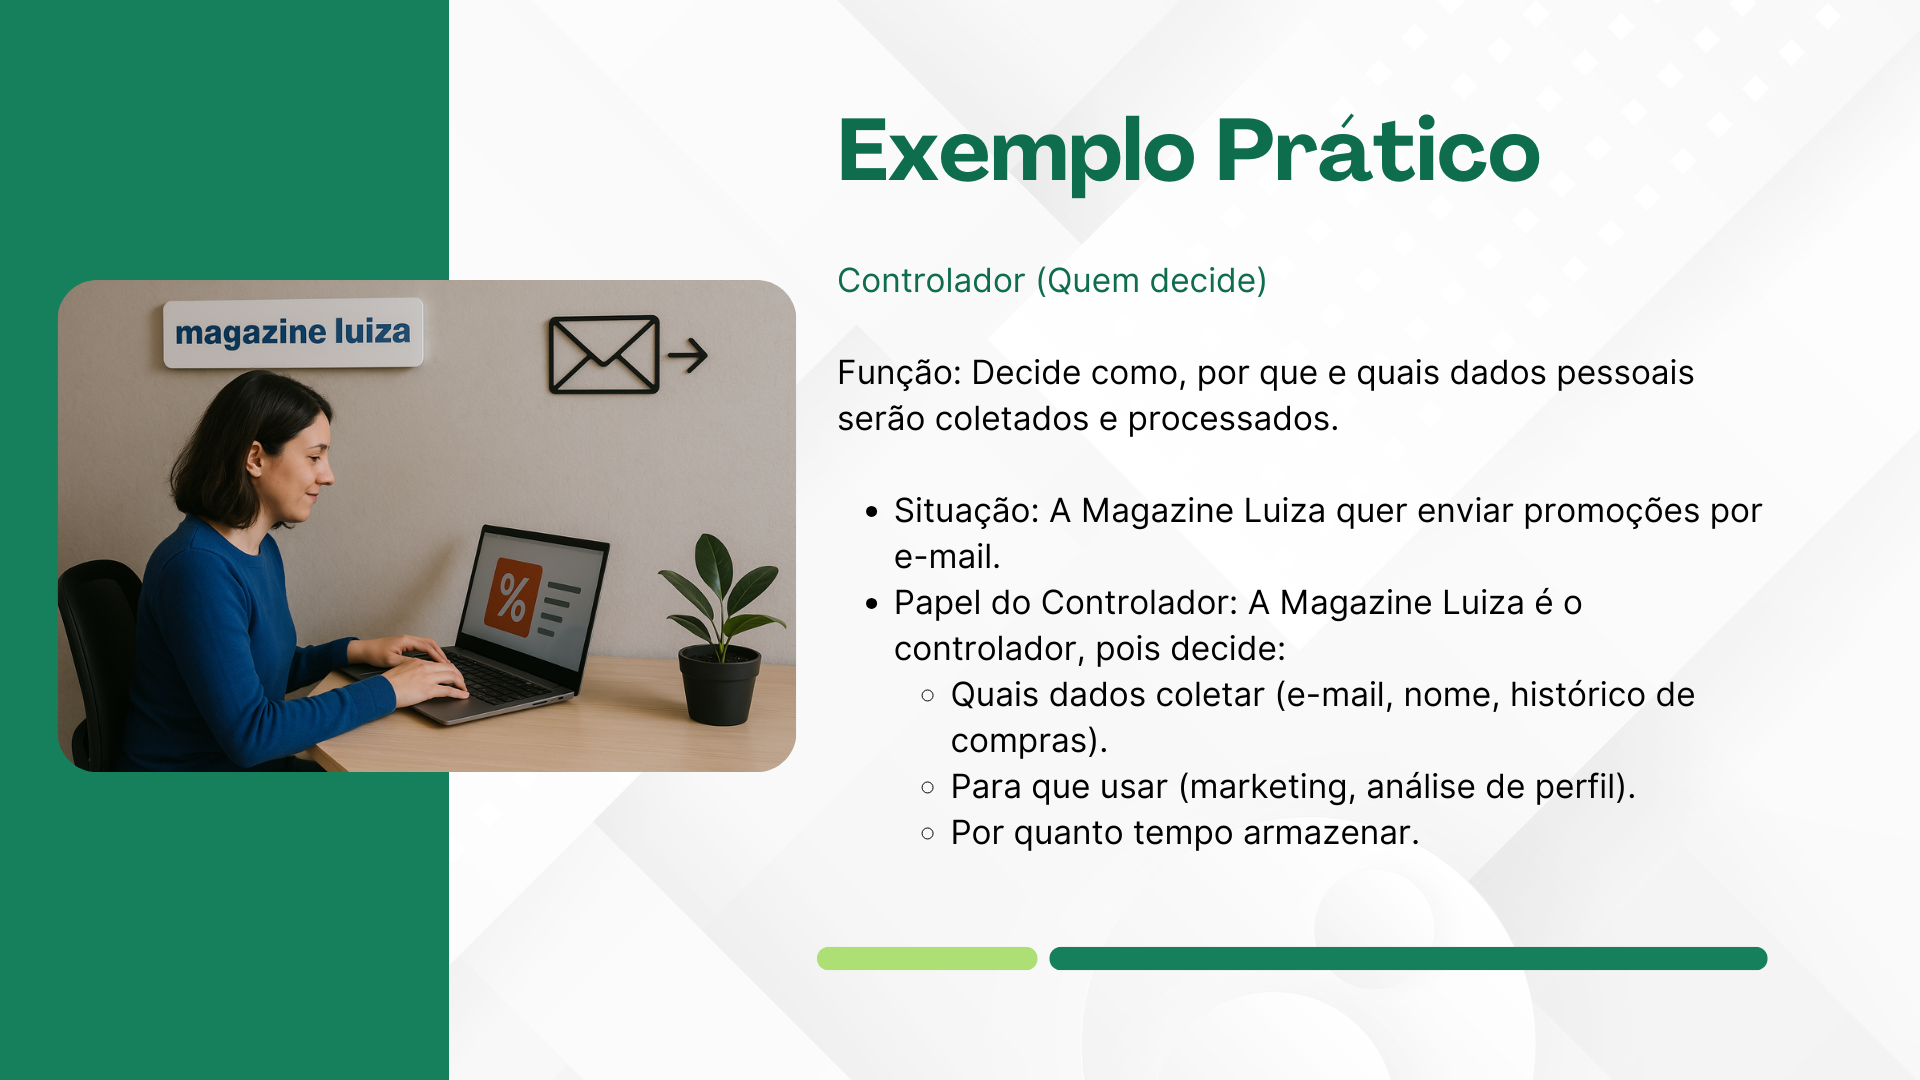 Exemplo Prático
Controlador (Quem decide)
Função: Decide como, por que e quais dados pessoais
serão coletados e processados.
• Situação: A Magazine Luiza quer enviar promoções por
e-mail.
• Papel do Controlador: A Magazine Luiza é o
controlador, pois decide:
◦ Quais dados coletar (e-mail, nome, histórico de
compras).
◦ Para que usar (marketing, análise de perfil).
◦ Por quanto tempo armazenar.
magazine luiza
%